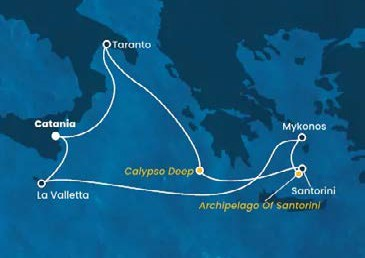 Taranto
Catania
Mykonos
Calypso Deep
La Valletta
Santorini
Archipelago Of Santorini